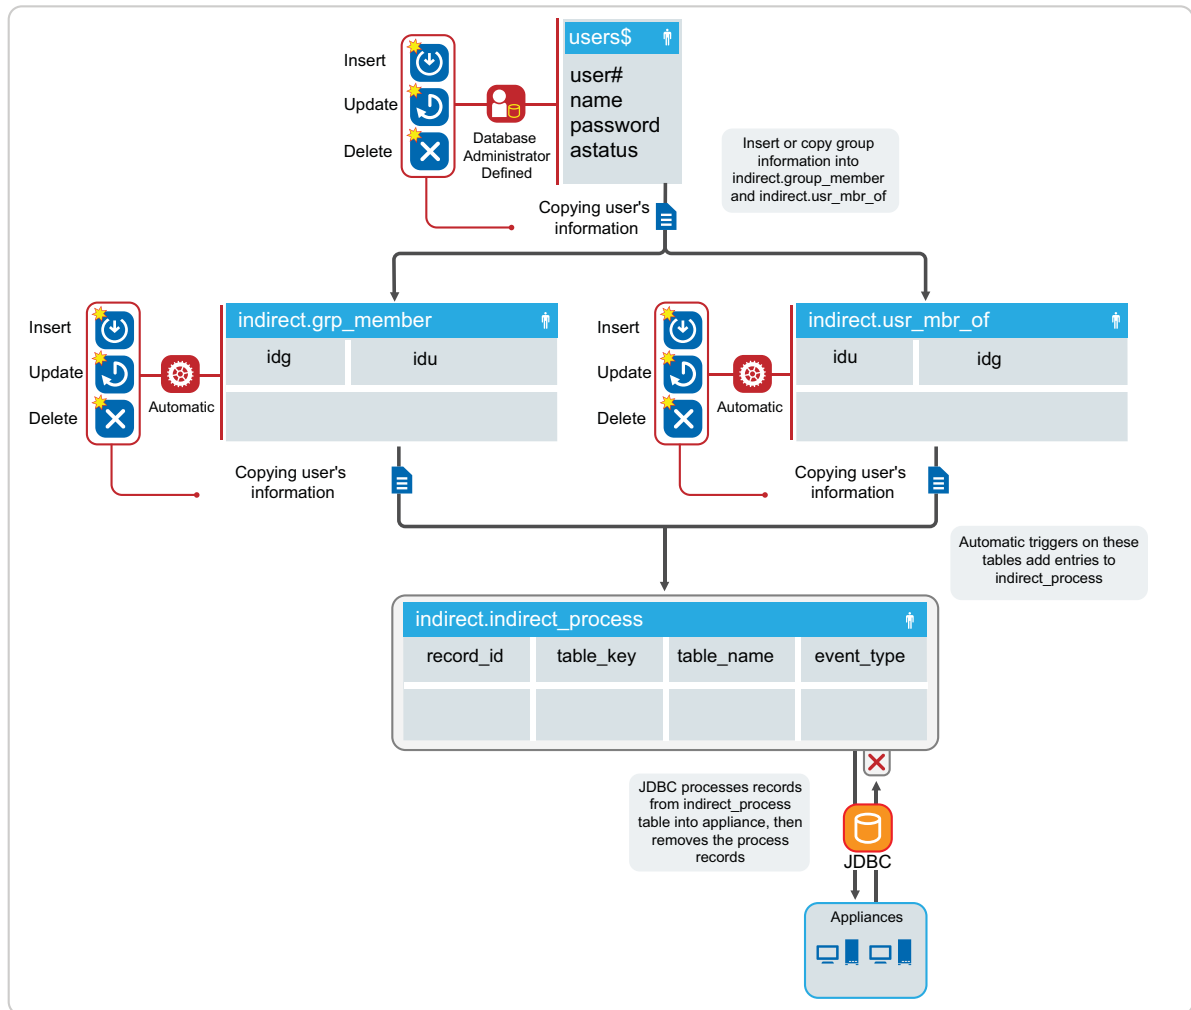 users$
Insert
Update
Delete
Database
Administrator
Defined
user#
name
password
astatus
Insert or copy group
information into
indirect.group_member
and indirect.usr_mbr_of
Copying user's
information
indirect.grp_member
idg
idu
Insert
Update
Delete
Automatic
indirect.usr_mbr_of
idu
idg
Insert
Update
Delete
Automatic
Copying user's
information
Copying user's
information
Automatic triggers on these
tables add entries to
indirect_process
indirect.indirect_process
record_id
table_key
table_name
event_type
JDBC processes records
from indirect_process
table into appliance, then
removes the process
records
JDBC
Appliances